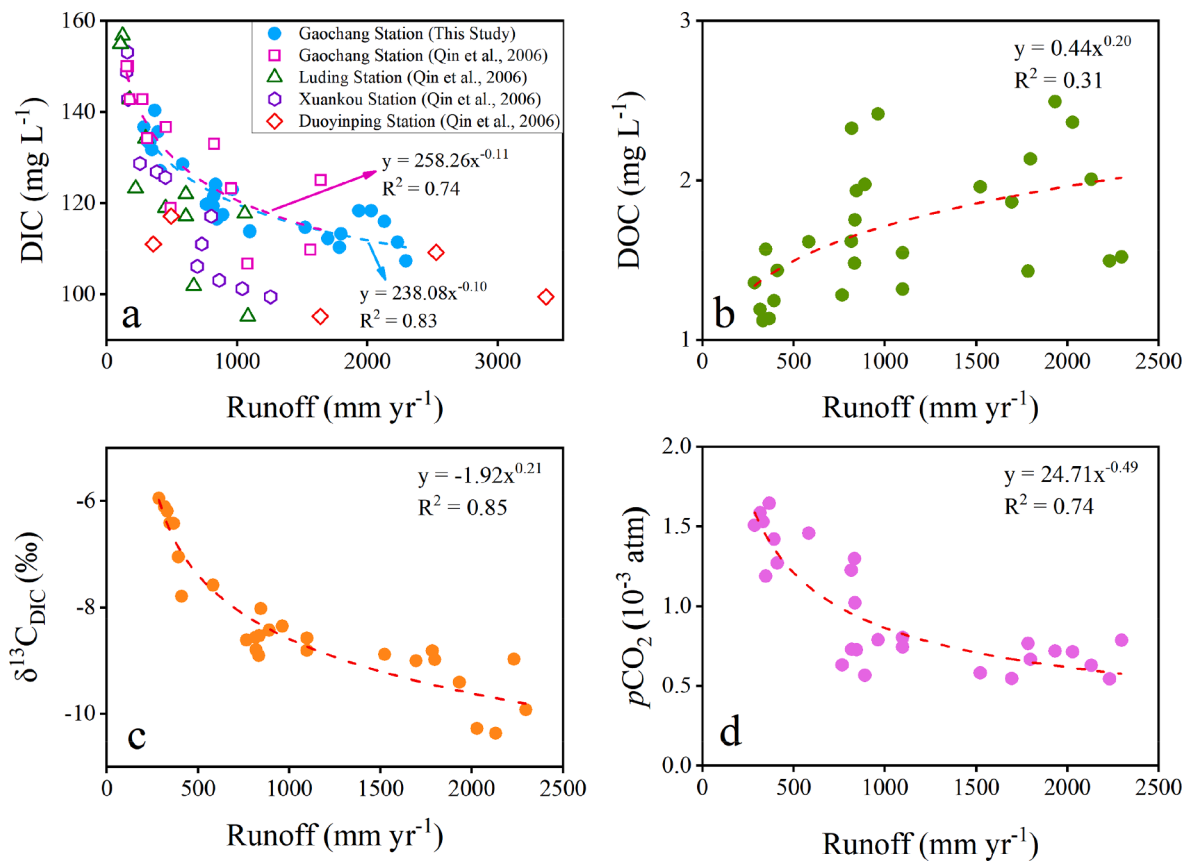 160
140
120
100
DIC (mg L-1)
Gaochang Station (This Study)
Gaochang Station (Qin et al., 2006)
Luding Station (Qin et al., 2006)
Xuankou Station (Qin et al., 2006)
Duoyinping Station (Qin et al., 2006)
y = 258.26x-0.11
R2 = 0.74
y = 238.08x-0.10
R2 = 0.83
a
0 1000 2000 3000
Runoff (mm yr-1)
3
2
1
DOC (mg L-1)
y = 0.44x0.20
R2 = 0.31
b
0 500 1000 1500 2000 2500
Runoff (mm yr-1)
-6
-8
-10
δ13CDIC (‰)
y = -1.92x0.21
R2 = 0.85
c
0 500 1000 1500 2000 2500
Runoff (mm yr-1)
2.0
1.5
1.0
0.5
0.0
pCO2 (10-3 atm)
y = 24.71x-0.49
R2 = 0.74
d
0 500 1000 1500 2000 2500
Runoff (mm yr-1)